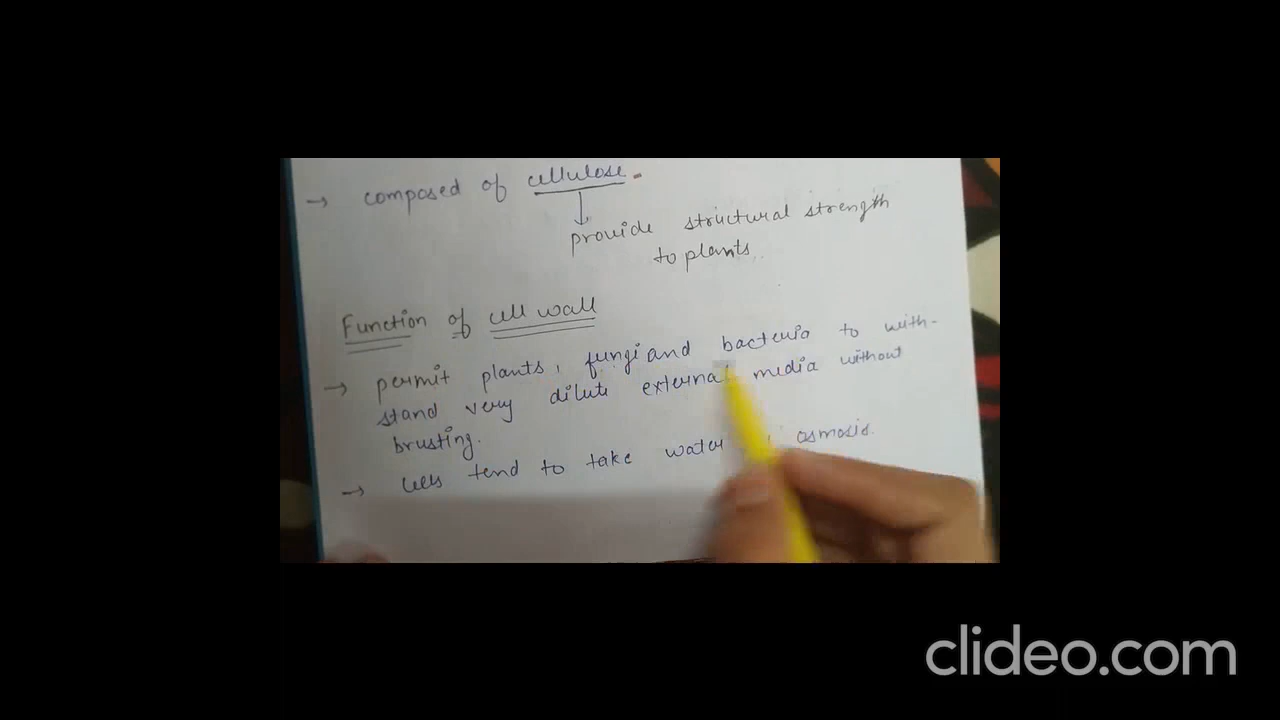 → composed of cellulose.
↓
provide structural strength
to plants..
Function of cell wall
→ permit plants, fungi and bacteria to with-
stand very dilute external media without
brusting.
→ cells tend to take water osmosis.
clideo.com